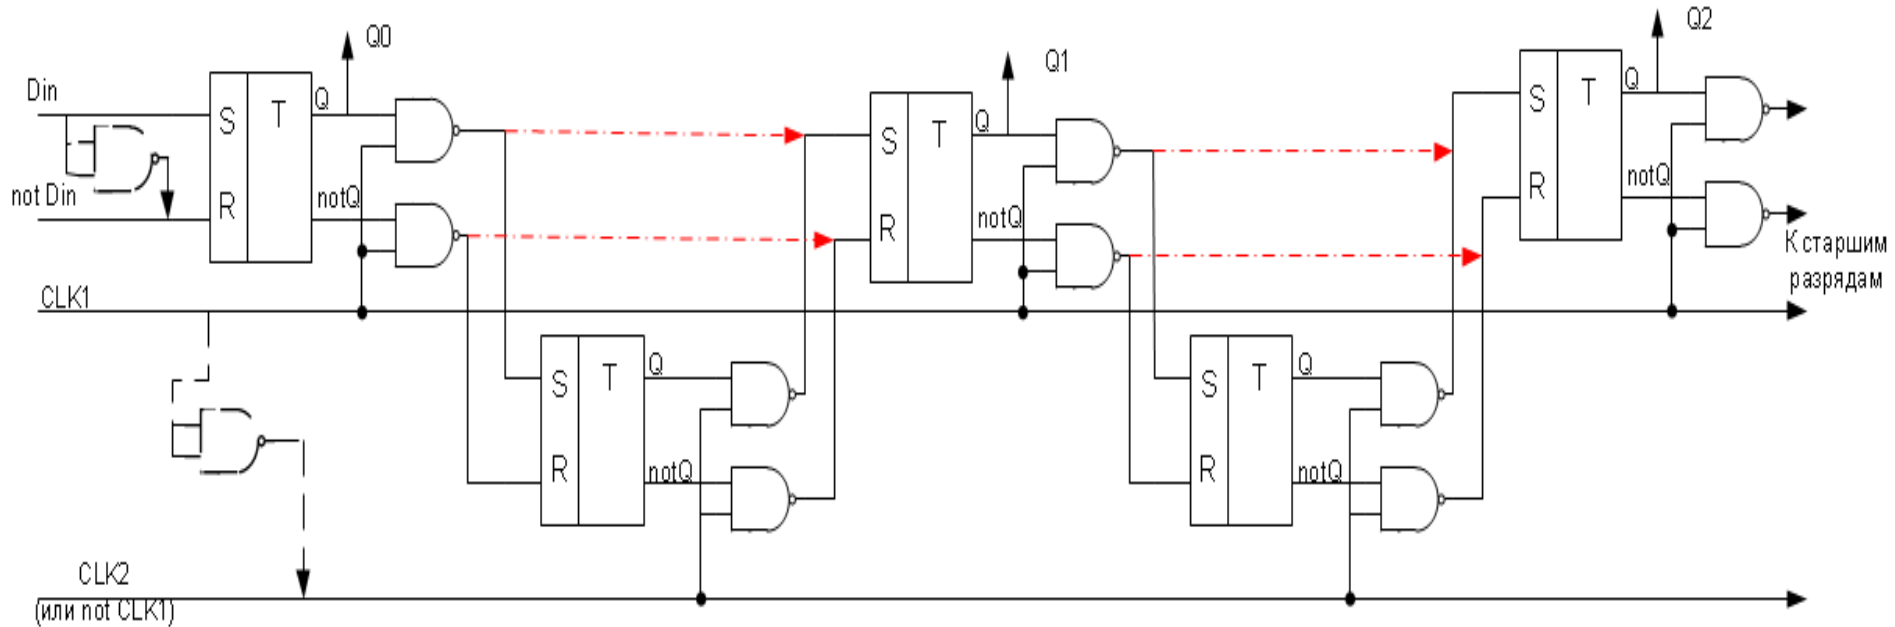 Q0
Q1
Q2
Din
S
T
Q
R
notQ
not Din
S
T
Q
R
notQ
S
T
Q
R
notQ
К старшим
разрядам
CLK1
S
T
Q
R
notQ
S
T
Q
R
notQ
CLK2
(или not CLK1)